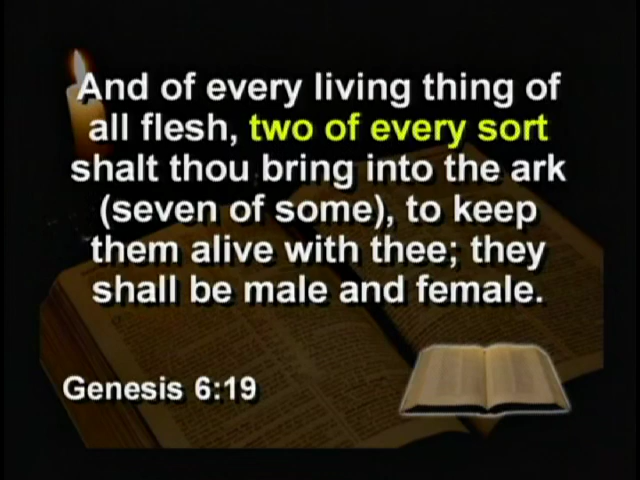 And of every living thing of
all flesh, two of every sort
shalt thou bring into the ark
(seven of some), to keep
them alive with thee; they
shall be male and female.
Genesis 6:19